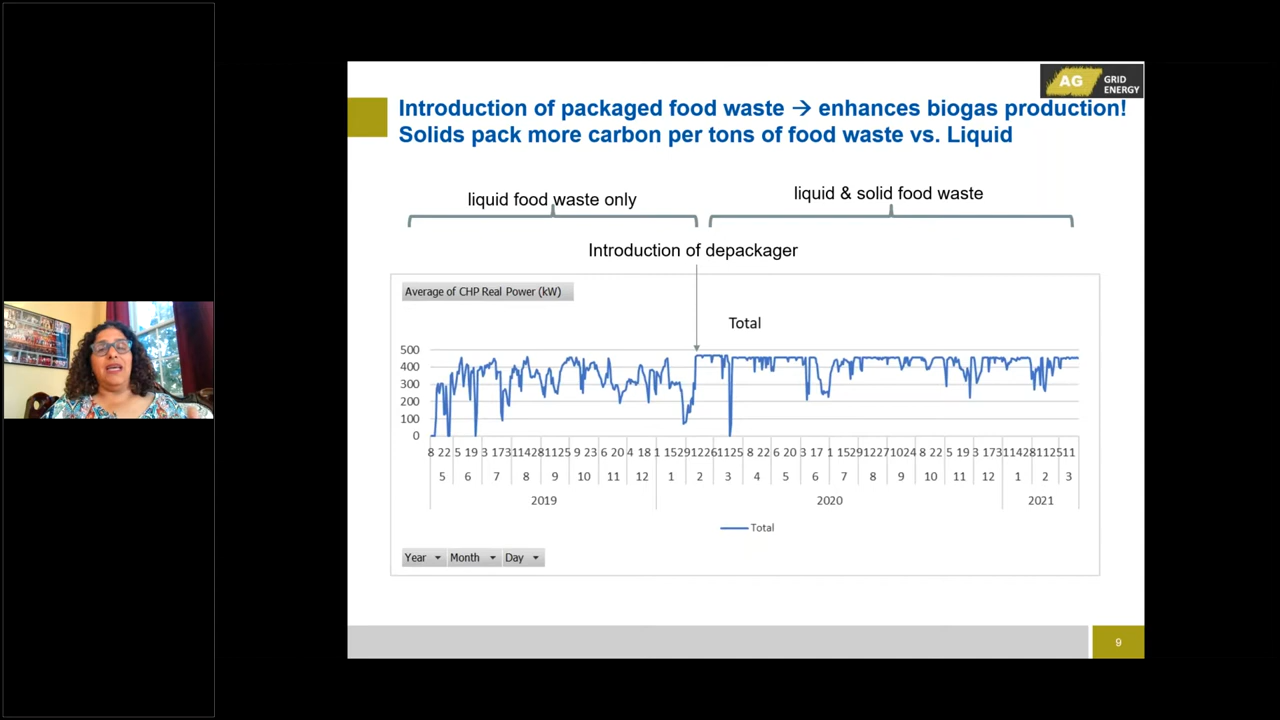 AG GRID
ENERGY
Introduction of packaged food waste → enhances biogas production!
Solids pack more carbon per tons of food waste vs. Liquid
liquid food waste only
liquid & solid food waste
Introduction of depackager
Average of CHP Real Power (kW)
Total
500
400
300
200
100
0
8 22 5 19 3 17 31 14 28 11 25 9 23 6 20 4 18 1 15 29 12 26 11 25 8 22 6 20 3 17 1 15 29 12 27 10 24 8 22 5 19 3 17 31 14 28 11 25 11
5 6 7 8 9 10 11 12 1 2 3 4 5 6 7 8 9 10 11 12 1 2 3
2019 2020 2021
Total
Year Month Day
9